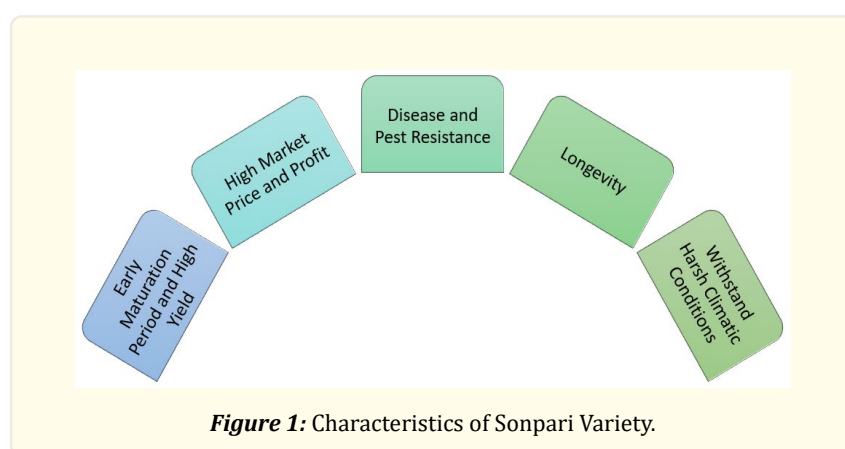 Early
Maturation
Period and High
Yield
High Market
Price and Profit
Disease and
Pest Resistance
Longevity
Withstand
Harsh Climatic
Conditions
Figure 1: Characteristics of Sonpari Variety.